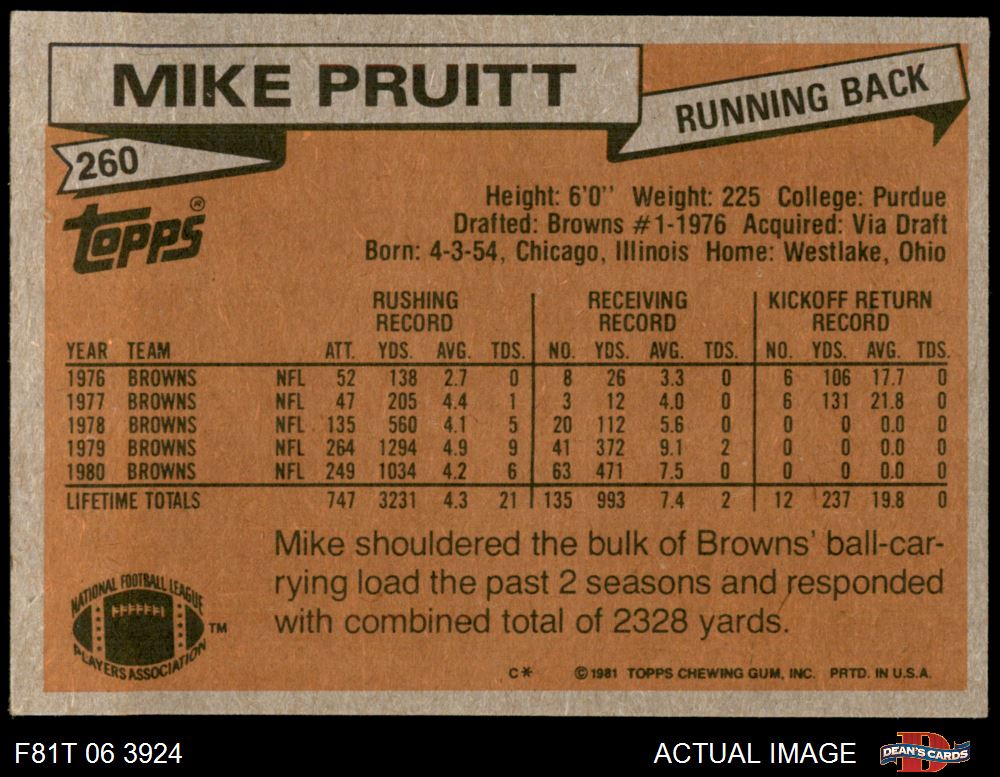 MIKE PRUITT
RUNNING BACK
260
TOPPS®
Height: 6'0'' Weight: 225 College: Purdue
Drafted: Browns #1-1976 Acquired: Via Draft
Born: 4-3-54, Chicago, Illinois Home: Westlake, Ohio
RUSHING RECORD RECEIVING RECORD KICKOFF RETURN RECORD
YEAR TEAM ATT. YDS. AVG. TDS. NO. YDS. AVG. TDS. NO. YDS. AVG. TDS.
1976 BROWNS NFL 52 138 2.7 0 8 26 3.3 0 6 106 17.7 0
1977 BROWNS NFL 47 205 4.4 1 3 12 4.0 0 6 131 21.8 0
1978 BROWNS NFL 135 560 4.1 5 20 112 5.6 0 0 0 0.0 0
1979 BROWNS NFL 264 1294 4.9 9 41 372 9.1 2 0 0 0.0 0
1980 BROWNS NFL 249 1034 4.2 6 63 471 7.5 0 0 0 0.0 0
LIFETIME TOTALS 747 3231 4.3 21 135 993 7.4 2 12 237 19.8 0
Mike shouldered the bulk of Browns' ball-car-
rying load the past 2 seasons and responded
with combined total of 2328 yards.
NATIONAL FOOTBALL LEAGUE
PLAYERS ASSOCIATION
TM
C* ©1981 TOPPS CHEWING GUM, INC. PRTD. IN U.S.A.
F81T 06 3924 ACTUAL IMAGE DEAN'S CARDS